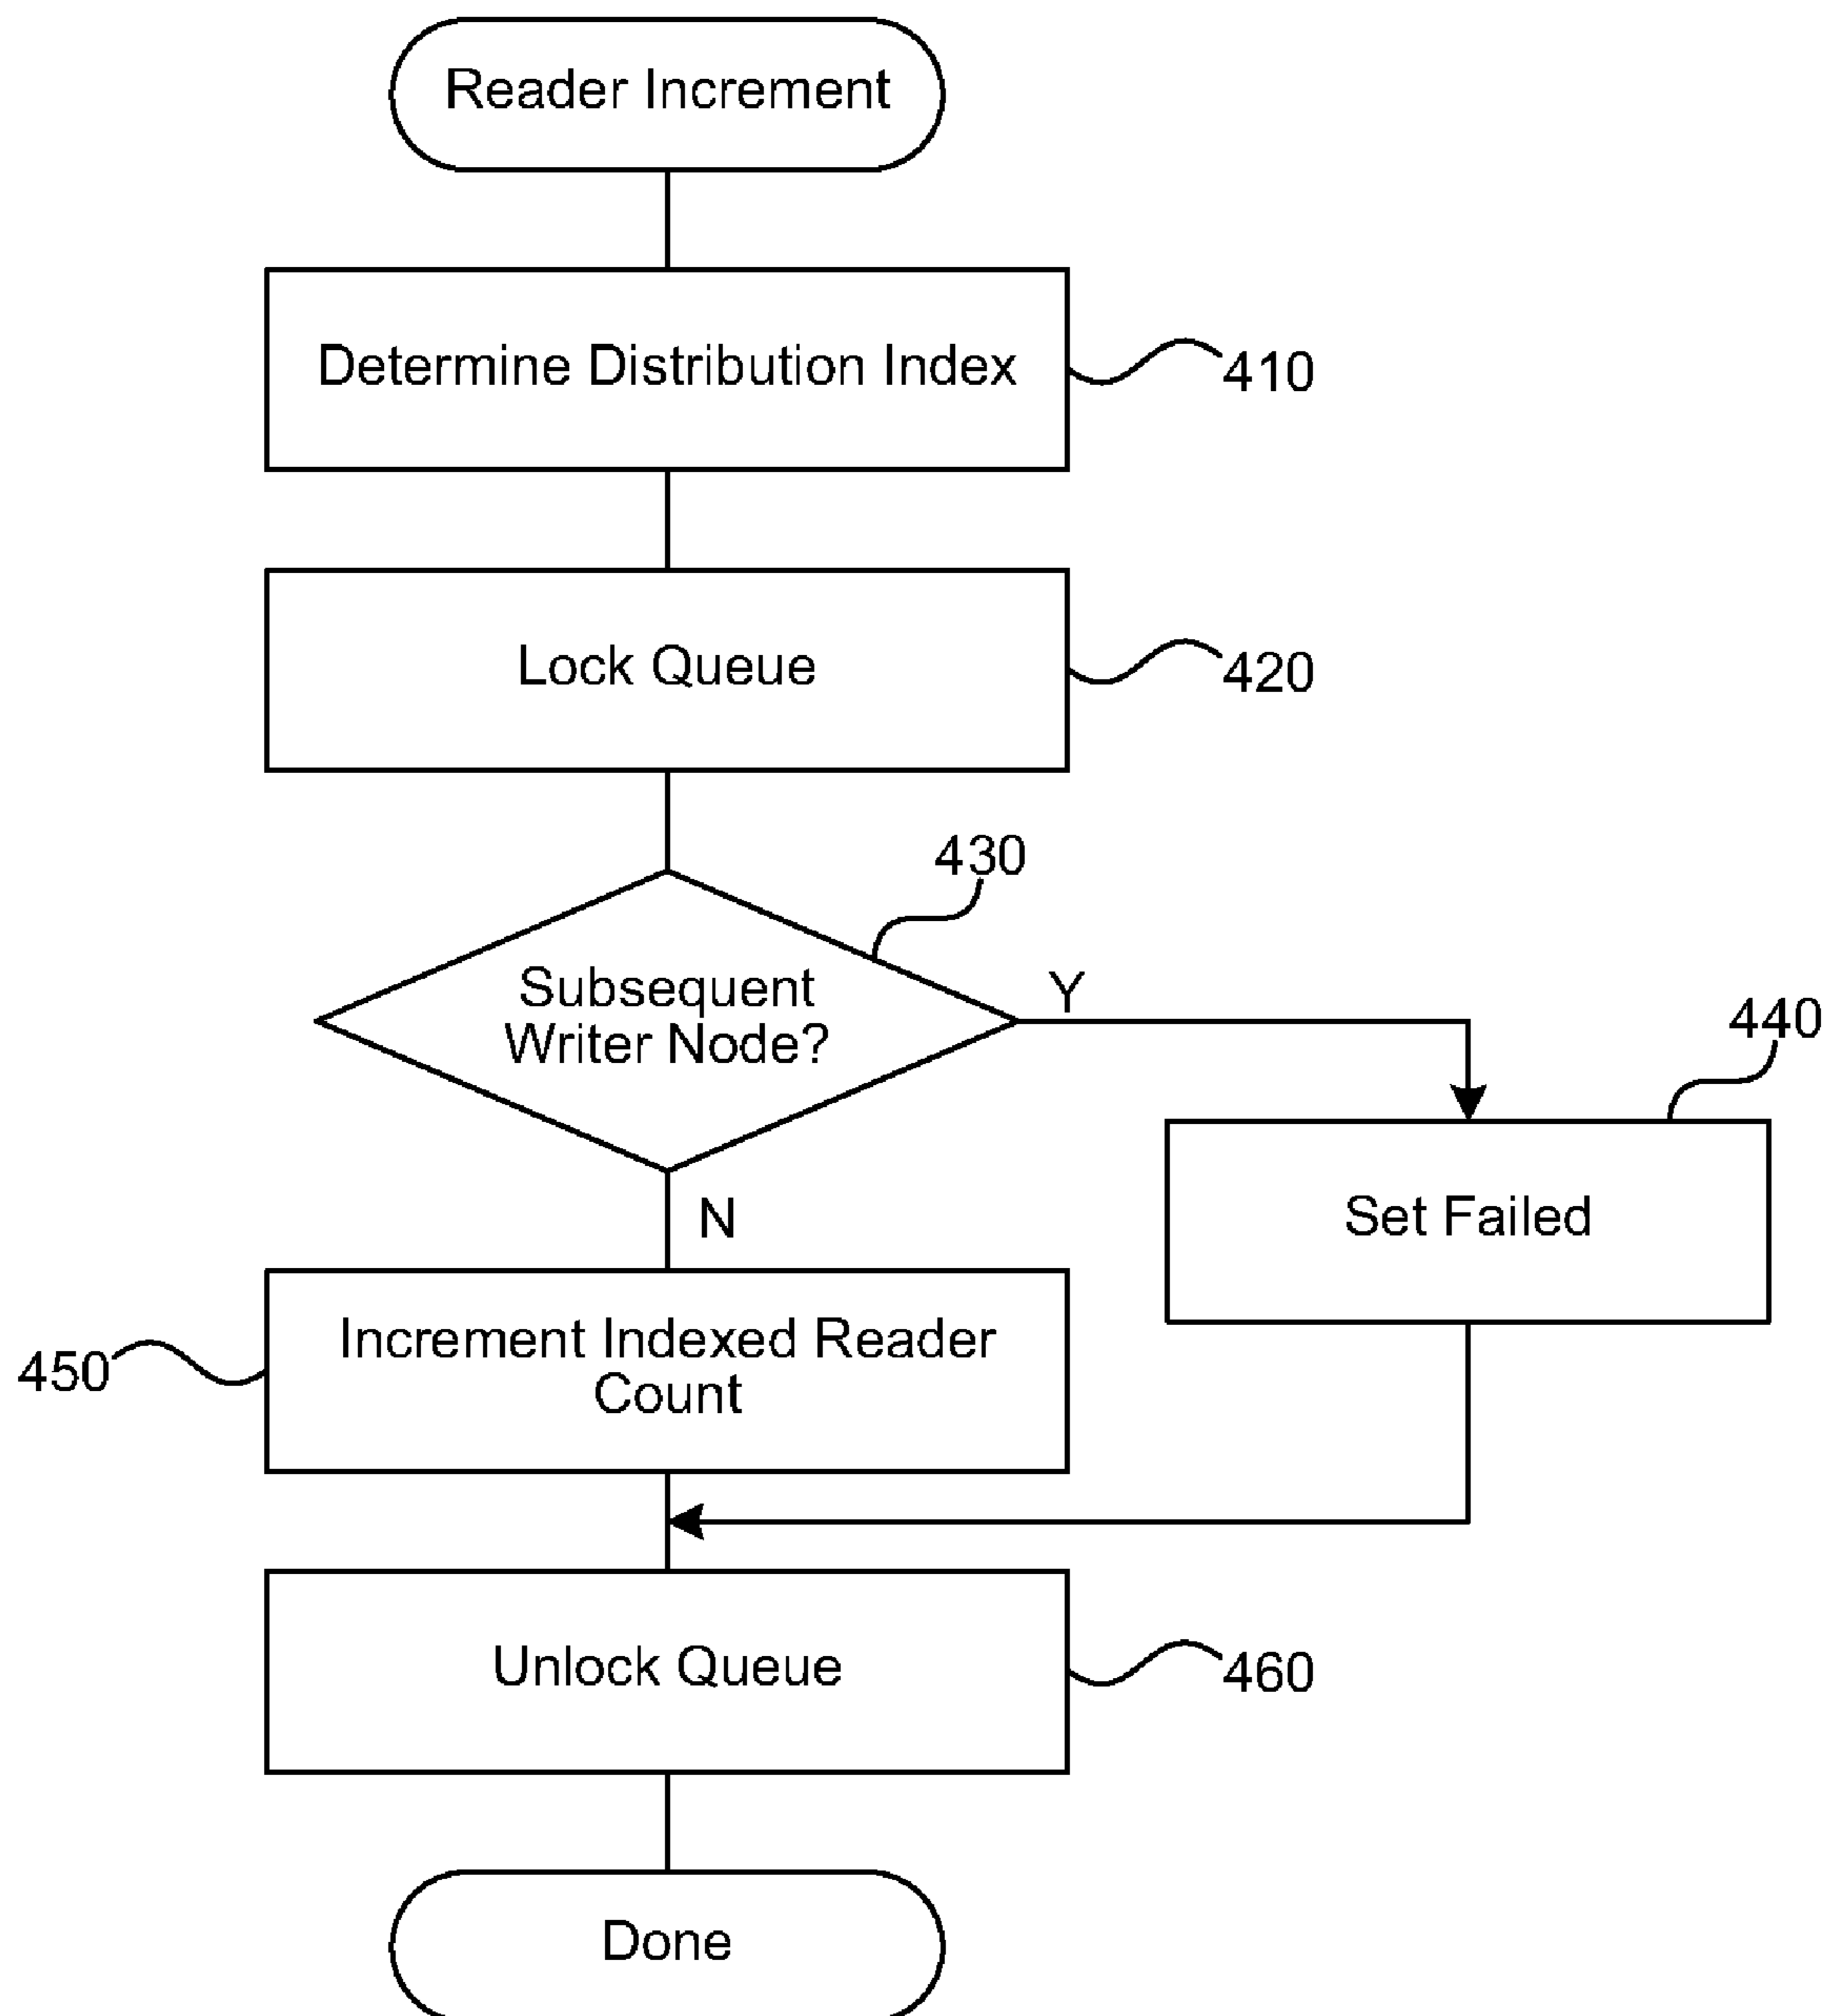 Reader Increment
Determine Distribution Index
410
Lock Queue
420
430
Subsequent
Writer Node?
Y
440
Set Failed
N
Increment Indexed Reader
Count
450
Unlock Queue
460
Done